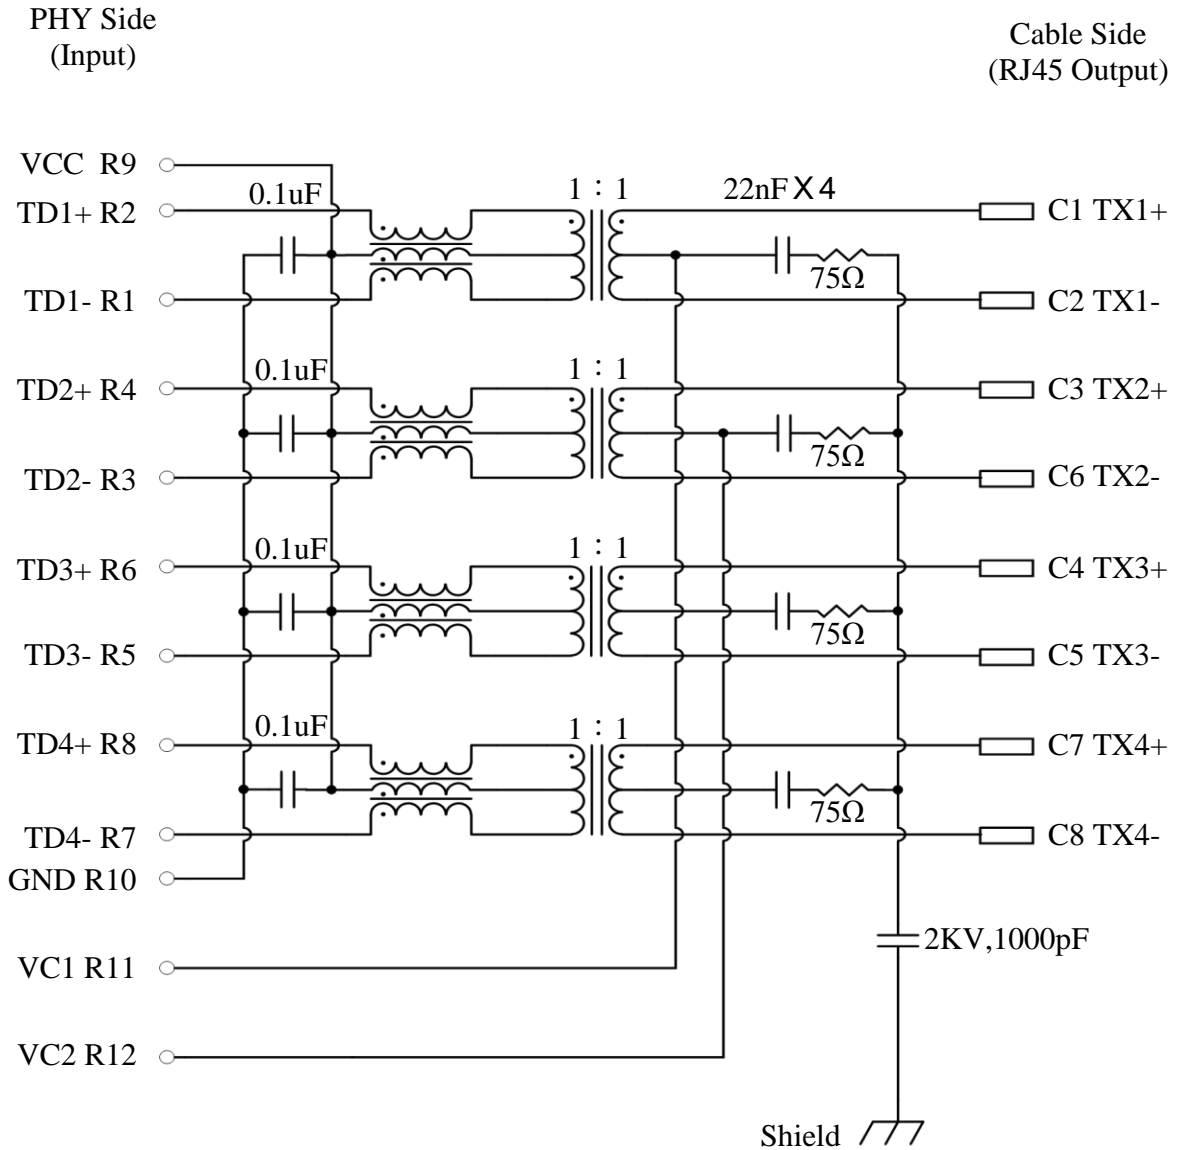 PHY Side
(Input)
Cable Side
(RJ45 Output)
VCC R9
0.1uF
1 : 1
22nF X 4
TD1+ R2
C1 TX1+
75Ω
TD1- R1
C2 TX1-
0.1uF
1 : 1
TD2+ R4
C3 TX2+
75Ω
TD2- R3
C6 TX2-
0.1uF
1 : 1
TD3+ R6
C4 TX3+
75Ω
TD3- R5
C5 TX3-
0.1uF
1 : 1
TD4+ R8
C7 TX4+
75Ω
TD4- R7
C8 TX4-
GND R10
2KV,1000pF
VC1 R11
VC2 R12
Shield